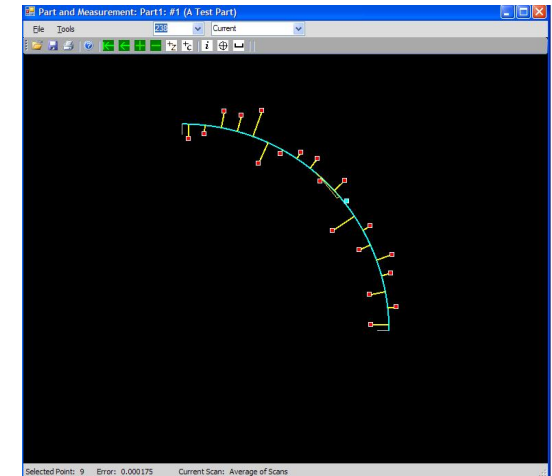 Part and Measurement: Part1: #1 (A Test Part)
File Tools 238 Current
+z +c i
Selected Point: 9 Error: 0.000175 Current Scan: Average of Scans